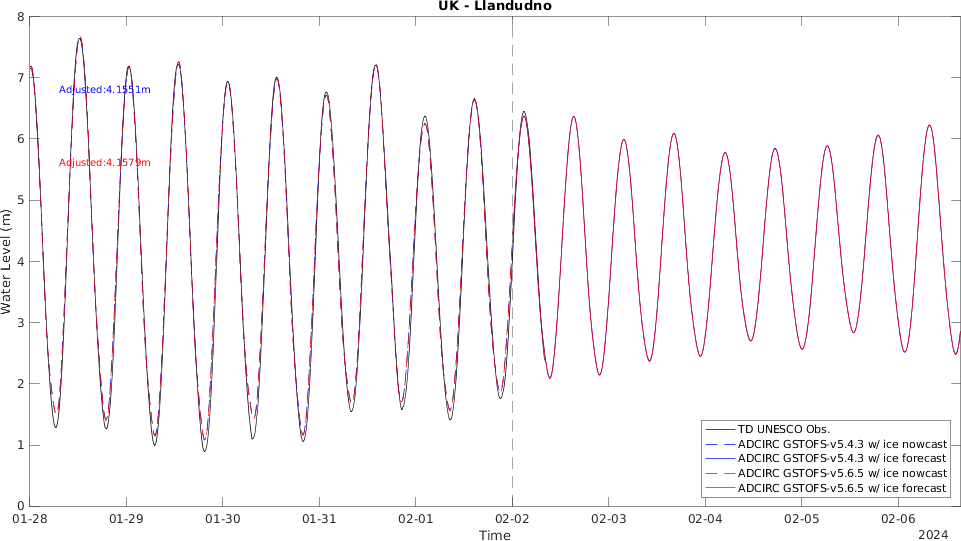 UK - Llandudno
8
7
6
5
4
3
2
1
0
Water Level (m)
Adjusted:4.1551m
Adjusted:4.1579m
TD UNESCO Obs.
ADCIRC GSTOFS-v5.4.3 w/ ice nowcast
ADCIRC GSTOFS-v5.4.3 w/ ice forecast
ADCIRC GSTOFS-v5.6.5 w/ ice nowcast
ADCIRC GSTOFS-v5.6.5 w/ ice forecast
01-28 01-29 01-30 01-31 02-01 02-02 02-03 02-04 02-05 02-06
Time
2024